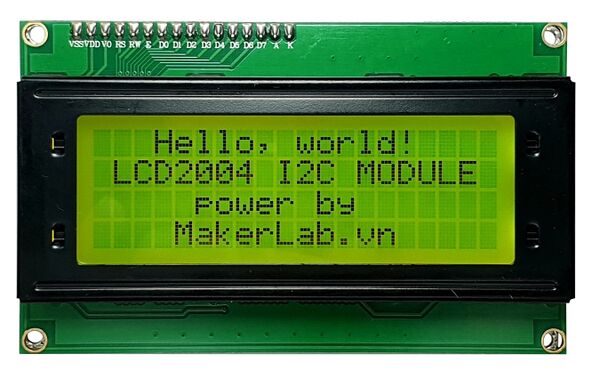 VSS VDD VO RS RW E D0 D1 D2 D3 D4 D5 D6 D7 A K
Hello, world!
LCD2004 I2C MODULE
power by
MakerLab.vn